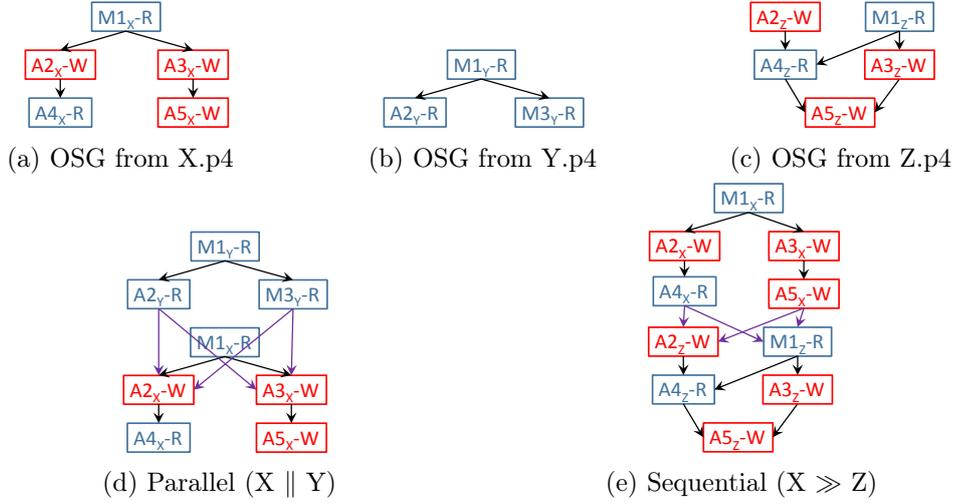 M1X-R
A2X-W A3X-W
A4X-R A5X-W
(a) OSG from X.p4
M1Y-R
A2Y-R M3Y-R
(b) OSG from Y.p4
A2Z-W M1Z-R
A4Z-R A3Z-W
A5Z-W
(c) OSG from Z.p4
M1Y-R
A2Y-R M3Y-R
M1X-R
A2X-W A3X-W
A4X-R A5X-W
(d) Parallel (X ∥ Y)
M1X-R
A2X-W A3X-W
A4X-R A5X-W
A2Z-W M1Z-R
A4Z-R A3Z-W
A5Z-W
(e) Sequential (X ≫ Z)